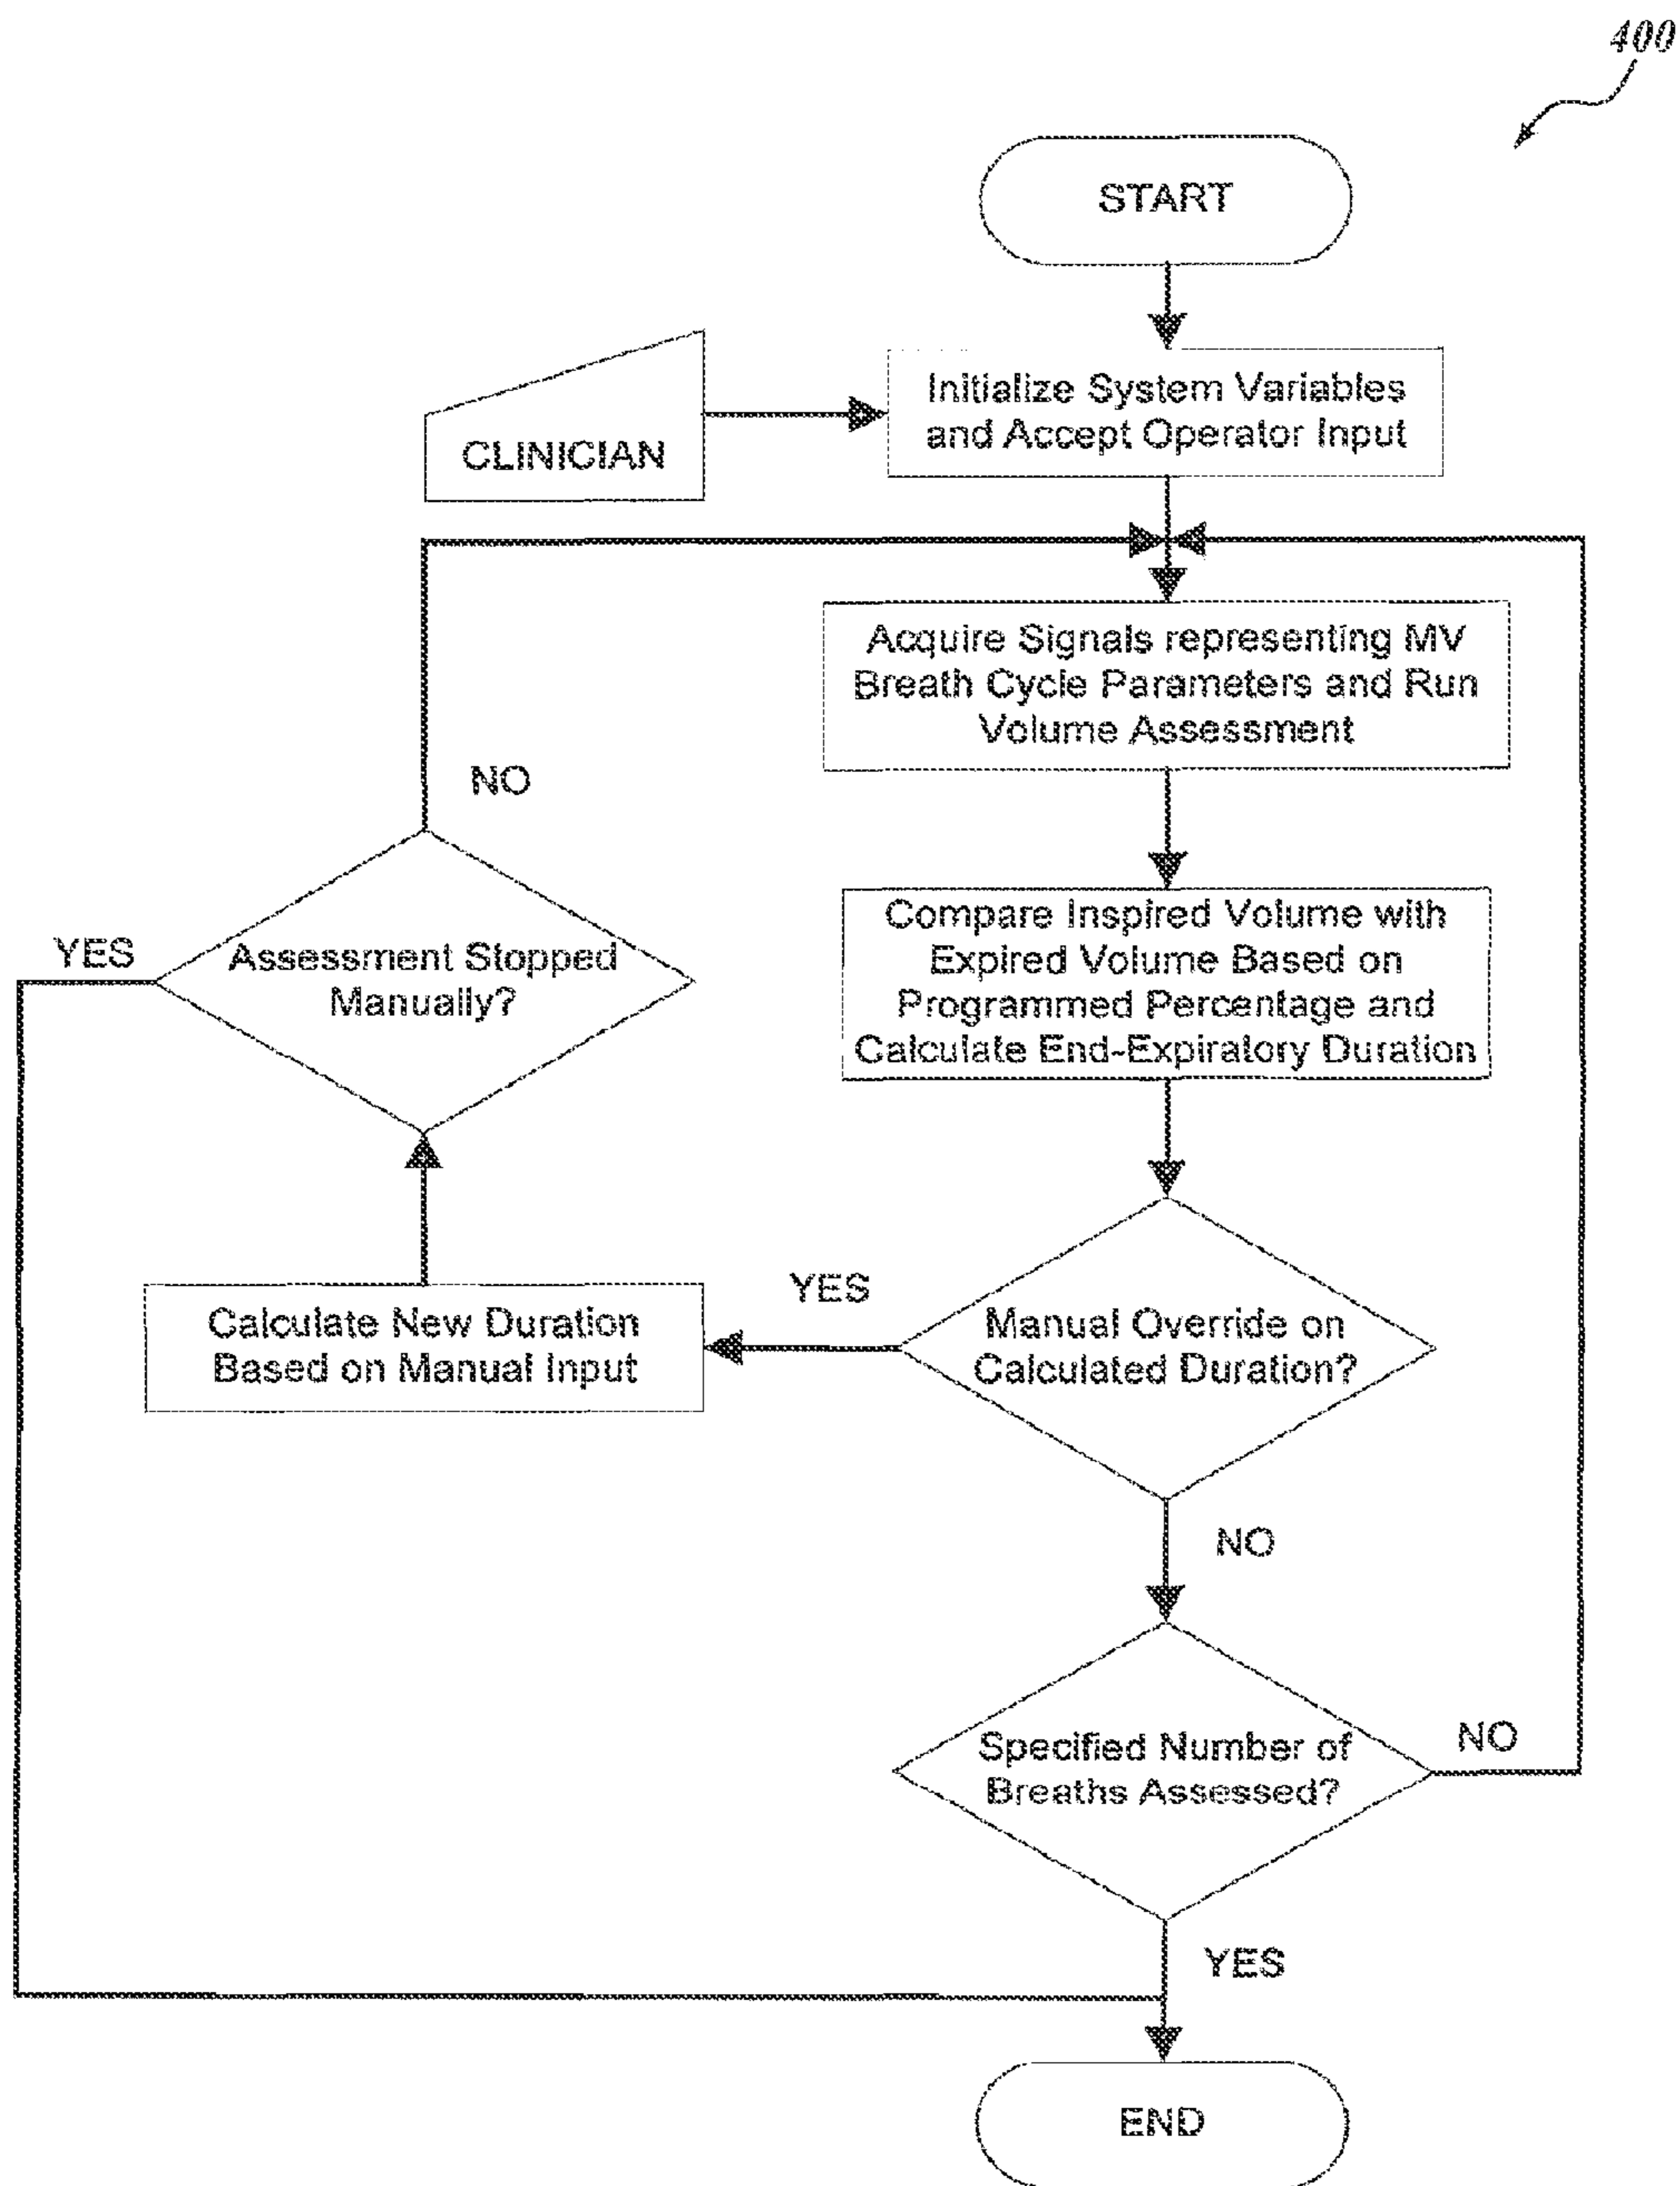 400
START
Initialize System Variables
and Accept Operator Input
CLINICIAN
Acquire Signals representing MV
Breath Cycle Parameters and Run
Volume Assessment
NO
Compare Inspired Volume with
Expired Volume Based on
Programmed Percentage and
Calculate End-Expiratory Duration
YES
Assessment Stopped
Manually?
YES
Calculate New Duration
Based on Manual Input
Manual Override on
Calculated Duration?
NO
Specified Number of
Breaths Assessed?
NO
YES
END